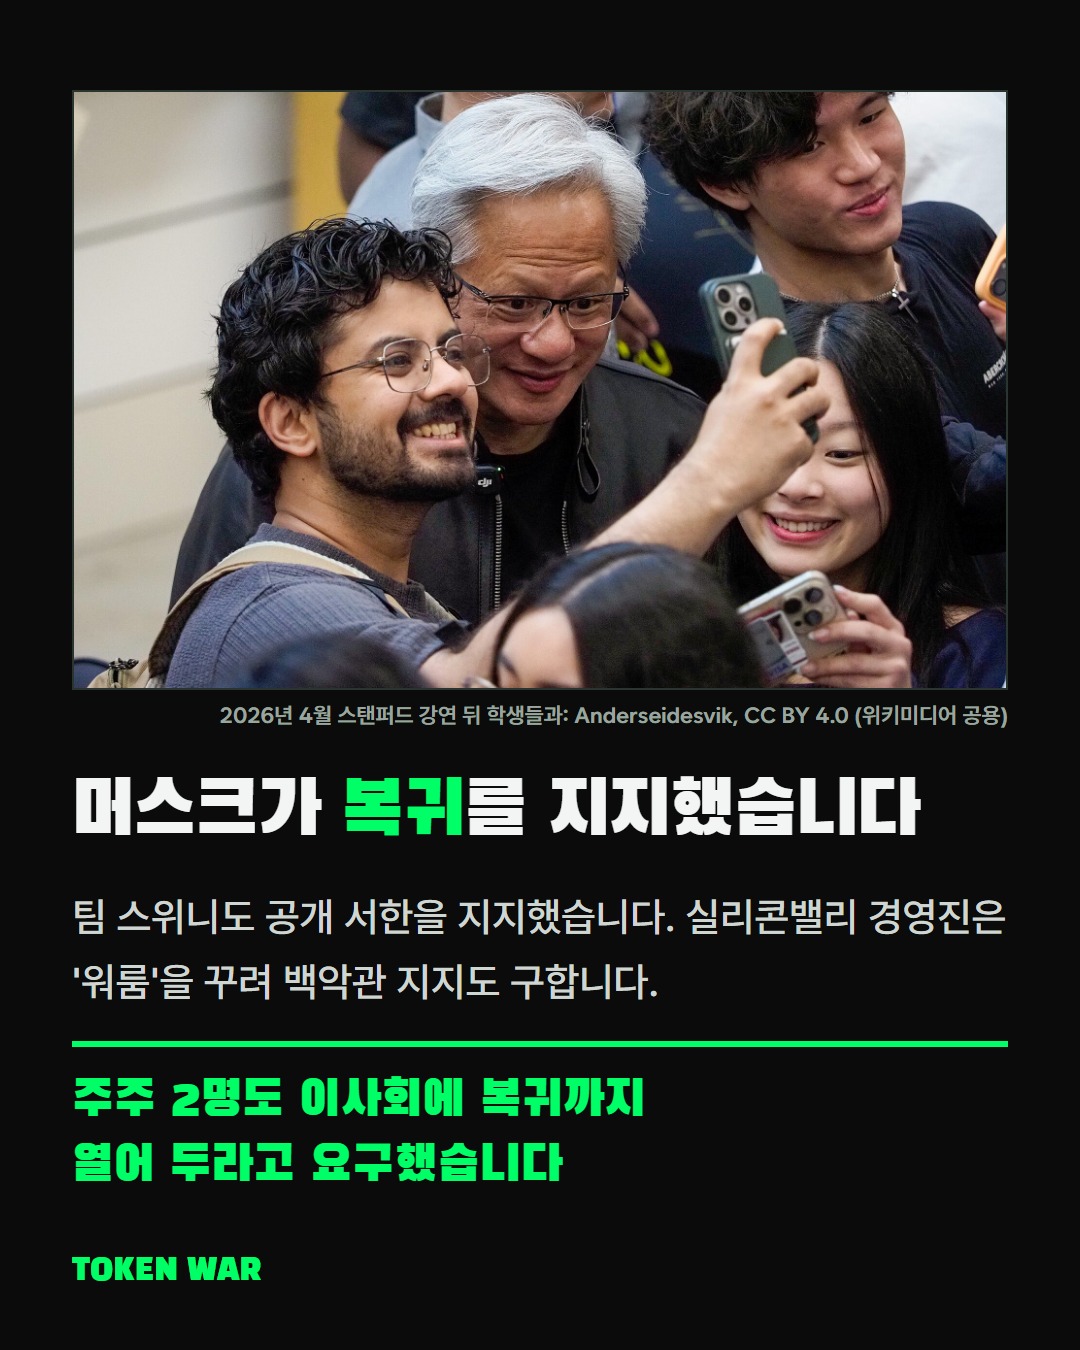 dji
2026년 4월 스탠퍼드 강연 뒤 학생들과: Anderseidesvik, CC BY 4.0 (위키미디어 공용)
머스크가 복귀를 지지했습니다
팀 스위니도 공개 서한을 지지했습니다. 실리콘밸리 경영진은
'워룸'을 꾸려 백악관 지지도 구합니다.
주주 2명도 이사회에 복귀까지
열어 두라고 요구했습니다
TOKEN WAR